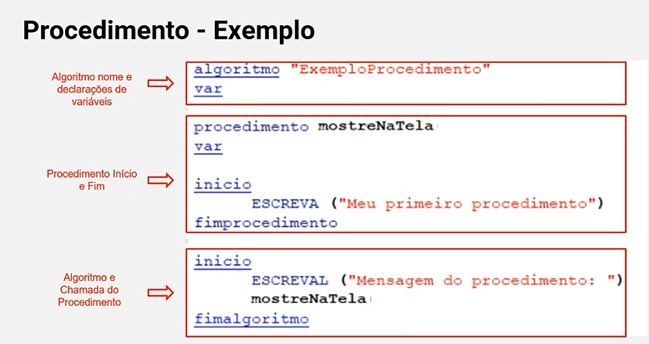 Procedimento - Exemplo
Algoritmo nome e
declarações de
variáveis
algoritmo "ExemploProcedimento"
var
Procedimento Início
e Fim
procedimento mostreNaTela
var
inicio
ESCREVA ("Meu primeiro procedimento")
fimprocedimento
Algoritmo e
Chamada do
Procedimento
inicio
ESCREVAL ("Mensagem do procedimento: ")
mostreNaTela
fimalgoritmo